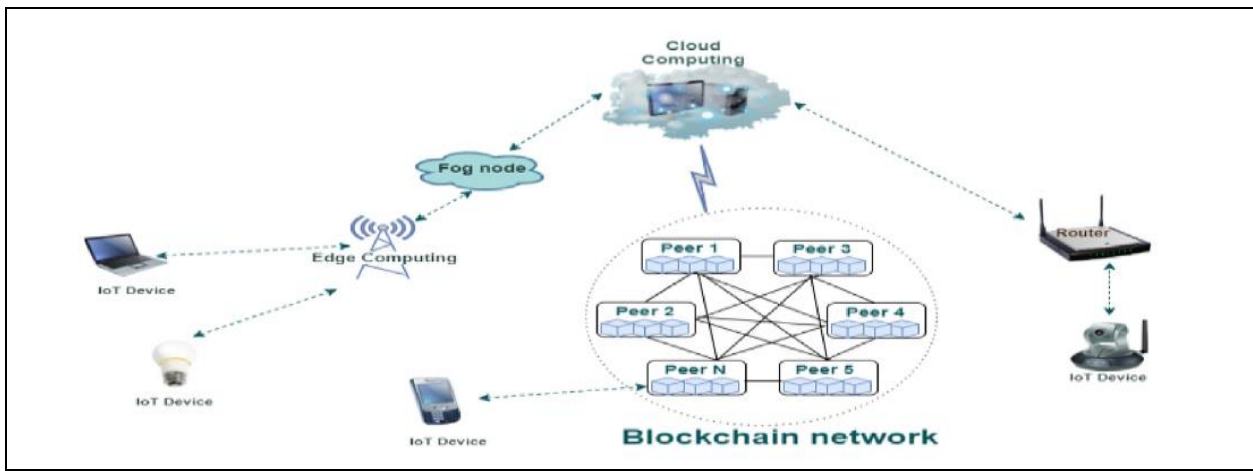 Cloud
Computing
Fog node
Router
Peer 1
Peer 3
Edge Computing
IoT Device
Peer 2
Peer 4
Peer N
Peer 5
IoT Device
IoT Device
IoT Device
Blockchain network